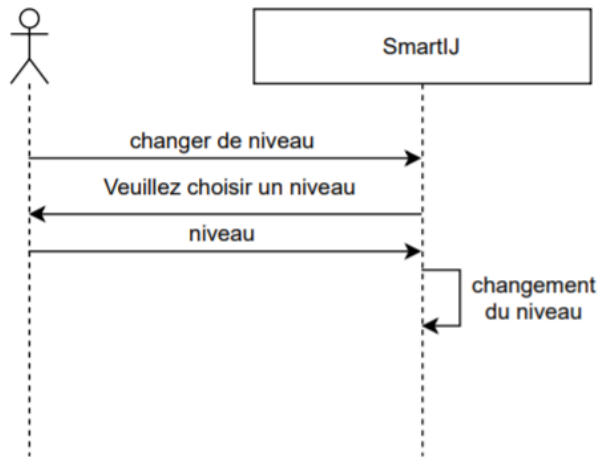 SmartIJ
changer de niveau
Veuillez choisir un niveau
niveau
changement
du niveau